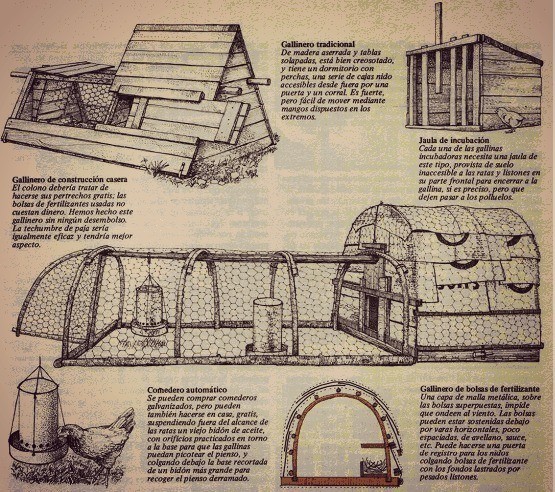 Gallinero tradicional
De madera aserrada y tablas
solapadas, está bien creosotado,
y tiene un dormitorio con
perchas, una serie de cajas nido
accesibles desde fuera por una
puerta y un corral. Es fuerte,
pero fácil de mover mediante
mangos dispuestos en los
extremos.
Jaula de incubación
Cada una de las gallinas
incubadoras necesita una jaula de
este tipo, provista de suelo
inaccesible a las ratas y listones en
su parte frontal para encerrar a la
gallina, si es preciso, pero que
dejen pasar a los polluelos.
Gallinero de construcción casera
El colono debería tratar de
hacerse sus pertrechos gratis; las
bolsas de fertilizantes usadas no
cuestan dinero. Hemos hecho este
gallinero sin ningún desembolso.
La techumbre de paja sería
igualmente eficaz y tendría mejor
aspecto.
Comedero automático
Se pueden comprar comederos
galvanizados, pero pueden
también hacerse en casa, gratis,
suspendiendo fuera del alcance de
las ratas un viejo bidón de aceite,
con orificios practicados en torno
a la base para que las gallinas
puedan picotear el pienso, y
colgando debajo la base recortada
de un bidón más grande para
recoger el pienso derramado.
Gallinero de bolsas de fertilizante
Una capa de malla metálica, sobre
las bolsas superpuestas, impide
que ondeen al viento. Las bolsas
pueden estar sostenidas debajo
por varas horizontales, poco
espaciadas, de avellano, sauce,
etc. Puede hacerse una puerta
de registro para los nidos
colgando bolsas de fertilizante
con los fondos lastrados por
pesados listones.